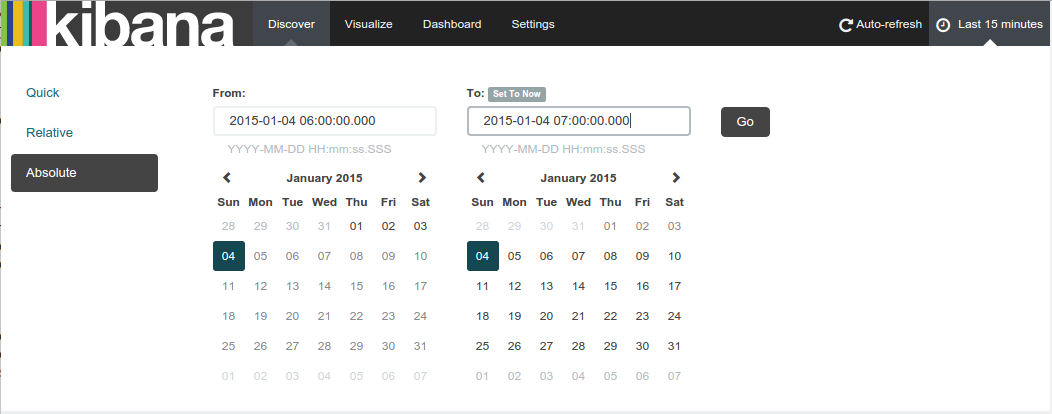 kibana Discover Visualize Dashboard Settings Auto-refresh Last 15 minutes
Quick
Relative
Absolute
From:
2015-01-04 06:00:00.000
YYYY-MM-DD HH:mm:ss.SSS
January 2015
Sun Mon Tue Wed Thu Fri Sat
28 29 30 31 01 02 03
04 05 06 07 08 09 10
11 12 13 14 15 16 17
18 19 20 21 22 23 24
25 26 27 28 29 30 31
01 02 03 04 05 06 07
To: Set To Now
2015-01-04 07:00:00.000
YYYY-MM-DD HH:mm:ss.SSS
January 2015
Sun Mon Tue Wed Thu Fri Sat
28 29 30 31 01 02 03
04 05 06 07 08 09 10
11 12 13 14 15 16 17
18 19 20 21 22 23 24
25 26 27 28 29 30 31
01 02 03 04 05 06 07
Go